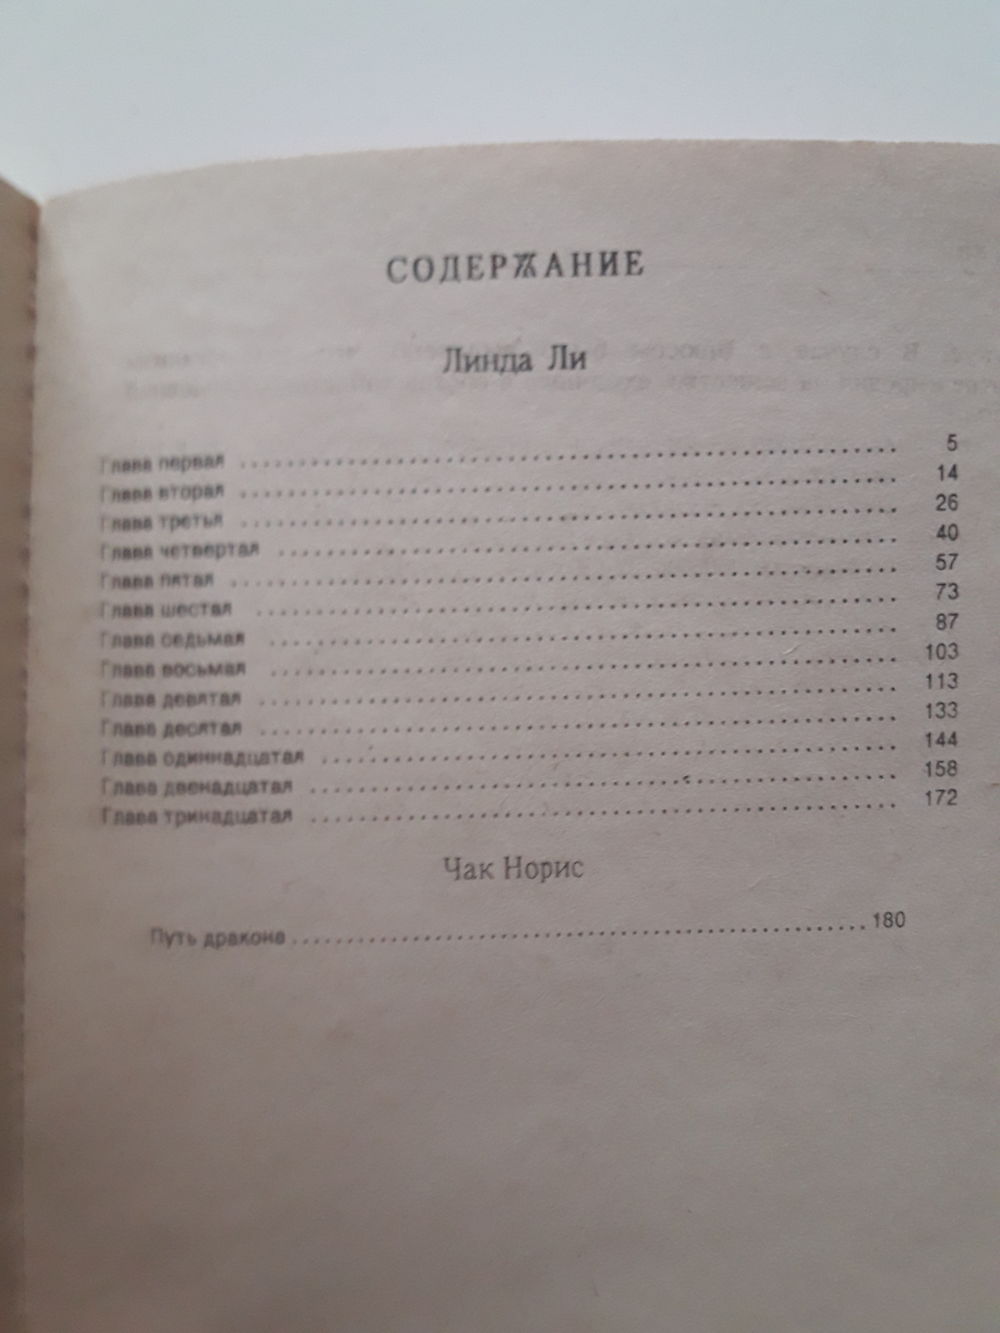 СОДЕРЖАНИЕ
Линда Ли
Глава первая 5
Глава вторая 14
Глава третья 26
Глава четвертая 40
Глава пятая 57
Глава шестая 73
Глава седьмая 87
Глава восьмая 103
Глава девятая 113
Глава десятая 133
Глава одиннадцатая 144
Глава двенадцатая 158
Глава тринадцатая 172
Чак Норис
Путь дракона 180